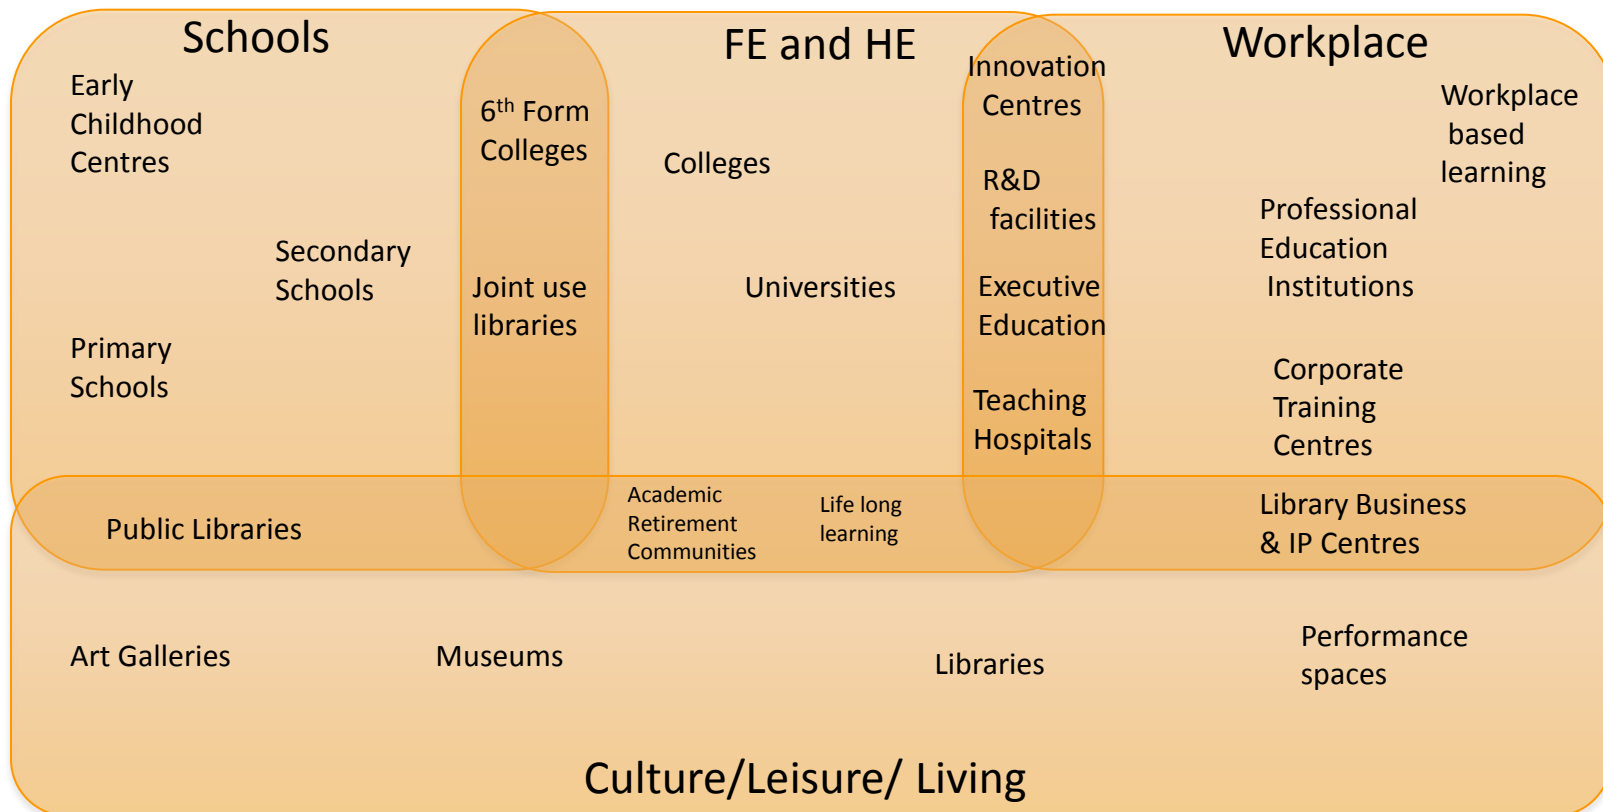 Schools
Early
Childhood
Centres
Secondary
Schools
Primary
Schools
6th Form
Colleges
Joint use
libraries
FE and HE
Colleges
Universities
Innovation
Centres
R&D
facilities
Executive
Education
Teaching
Hospitals
Workplace
Workplace
based
learning
Professional
Education
Institutions
Corporate
Training
Centres
Public Libraries
Academic
Retirement
Communities
Life long
learning
Library Business
& IP Centres
Art Galleries
Museums
Libraries
Performance
spaces
Culture/Leisure/ Living